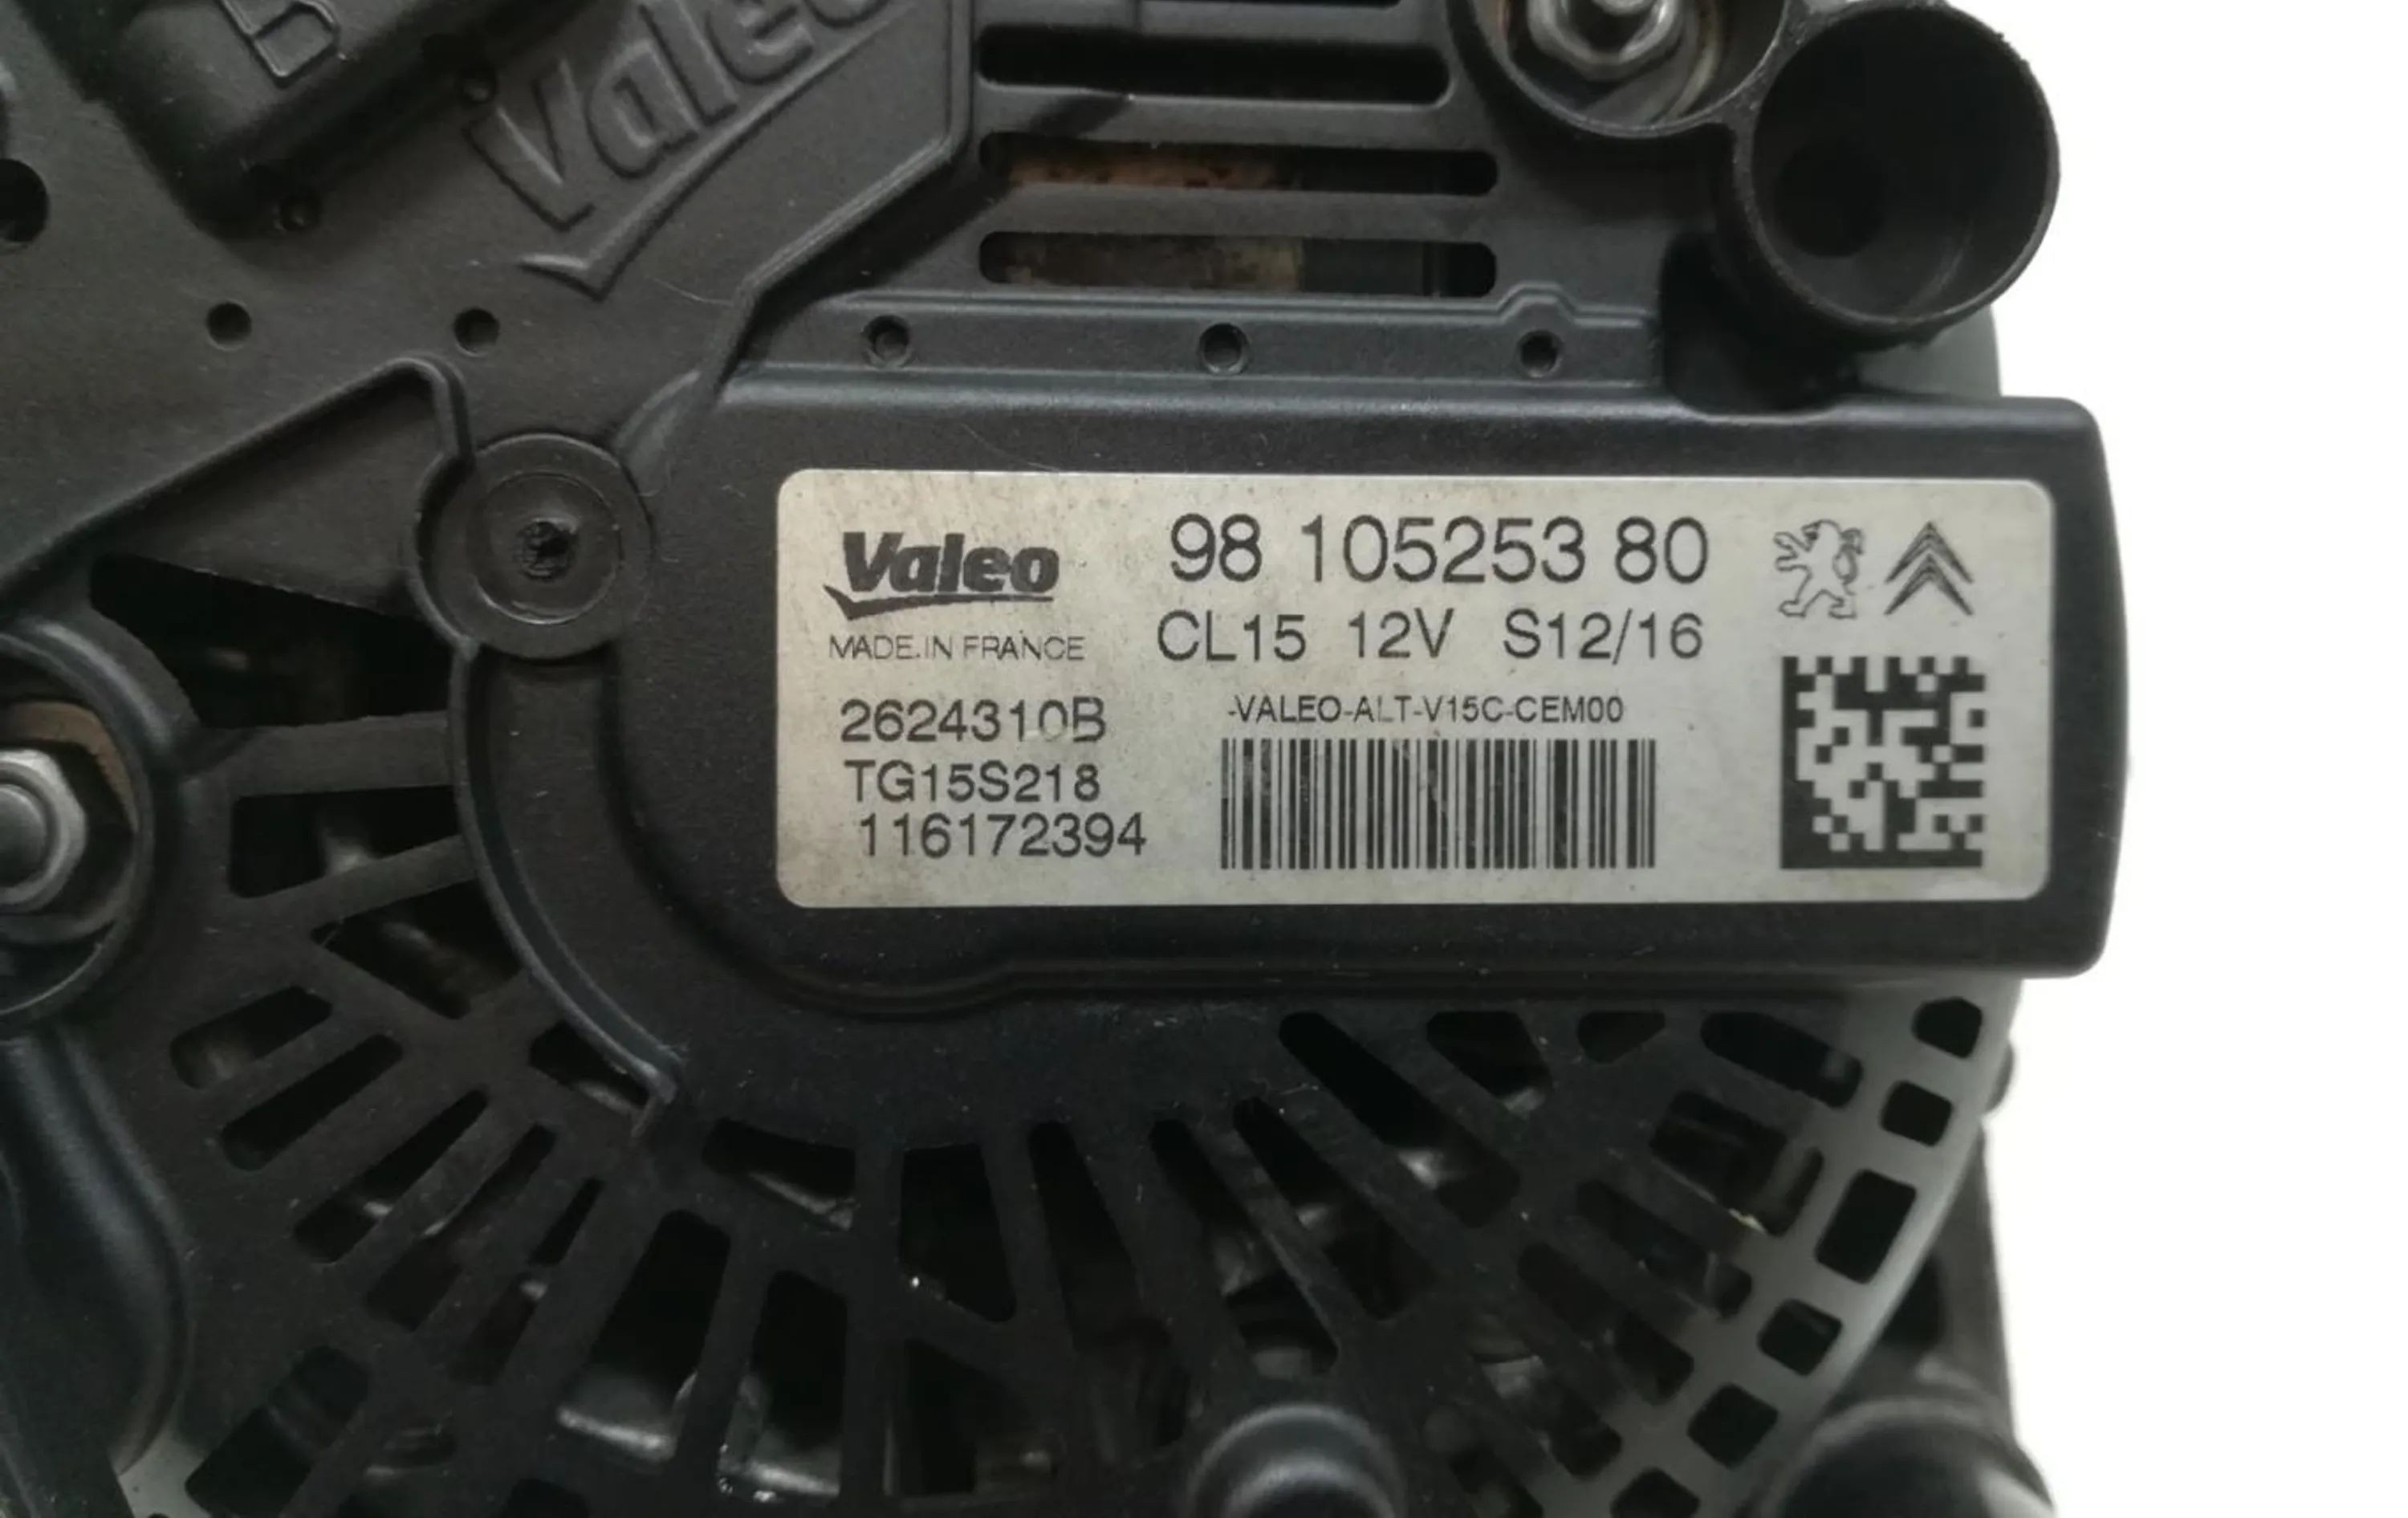 Valeo
Valeo
MADE IN FRANCE
98 105253 80
CL15 12V S12/16
2624310B
TG15S218
116172394
-VALEO-ALT-V15C-CEM00